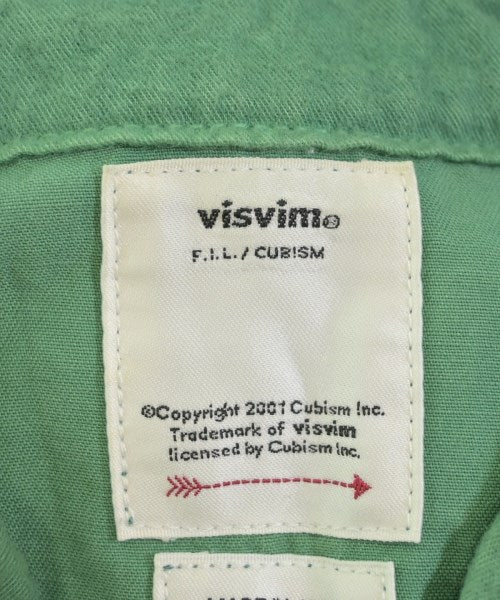 visvim®
F.I.L. / CUBISM
©Copyright 2001 Cubism Inc.
Trademark of visvim
licensed by Cubism Inc.